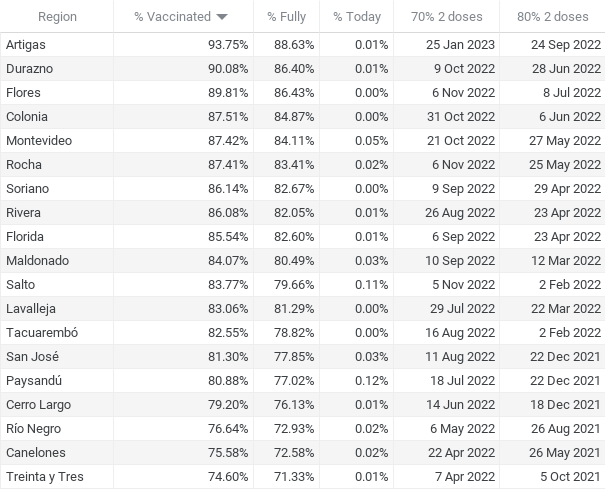 Region % Vaccinated % Fully % Today 70% 2 doses 80% 2 doses
Artigas 93.75% 88.63% 0.01% 25 Jan 2023 24 Sep 2022
Durazno 90.08% 86.40% 0.01% 9 Oct 2022 28 Jun 2022
Flores 89.81% 86.43% 0.00% 6 Nov 2022 8 Jul 2022
Colonia 87.51% 84.87% 0.00% 31 Oct 2022 6 Jun 2022
Montevideo 87.42% 84.11% 0.05% 21 Oct 2022 27 May 2022
Rocha 87.41% 83.41% 0.02% 6 Nov 2022 25 May 2022
Soriano 86.14% 82.67% 0.00% 9 Sep 2022 29 Apr 2022
Rivera 86.08% 82.05% 0.01% 26 Aug 2022 23 Apr 2022
Florida 85.54% 82.60% 0.01% 6 Sep 2022 23 Apr 2022
Maldonado 84.07% 80.49% 0.03% 10 Sep 2022 12 Mar 2022
Salto 83.77% 79.66% 0.11% 5 Nov 2022 2 Feb 2022
Lavalleja 83.06% 81.29% 0.00% 29 Jul 2022 22 Mar 2022
Tacuarembó 82.55% 78.82% 0.00% 16 Aug 2022 2 Feb 2022
San José 81.30% 77.85% 0.03% 11 Aug 2022 22 Dec 2021
Paysandú 80.88% 77.02% 0.12% 18 Jul 2022 22 Dec 2021
Cerro Largo 79.20% 76.13% 0.01% 14 Jun 2022 18 Dec 2021
Río Negro 76.64% 72.93% 0.02% 6 May 2022 26 Aug 2021
Canelones 75.58% 72.58% 0.02% 22 Apr 2022 26 May 2021
Treinta y Tres 74.60% 71.33% 0.01% 7 Apr 2022 5 Oct 2021